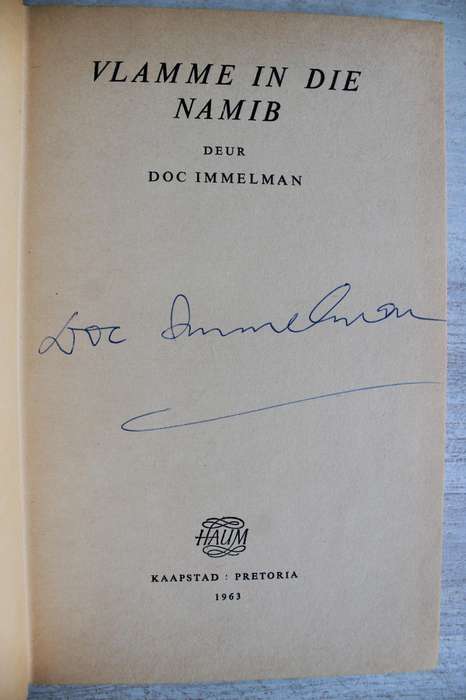 VLAMME IN DIE
NAMIB
DEUR
DOC IMMELMAN
Doc Immelman
HAUM
KAAPSTAD : PRETORIA
1963